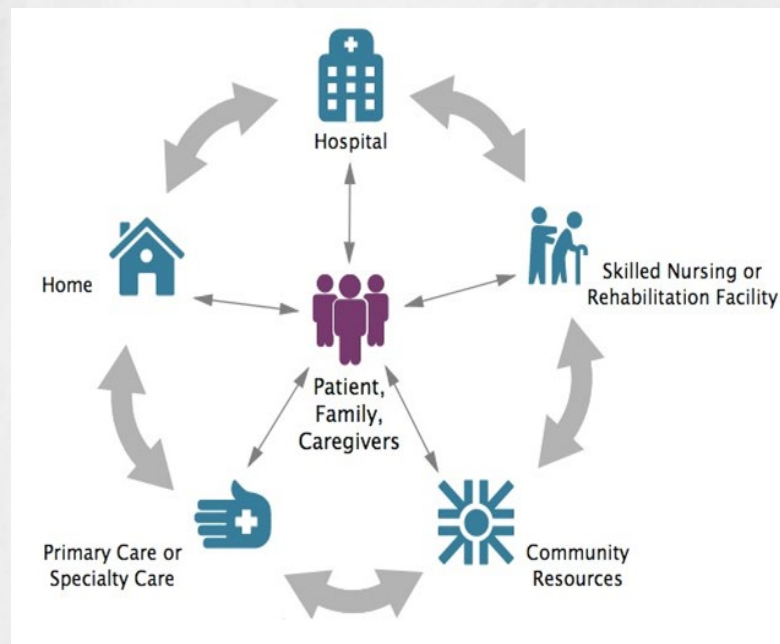 Hospital
Home
Skilled Nursing or
Rehabilitation Facility
Patient,
Family,
Caregivers
Primary Care or
Specialty Care
Community
Resources